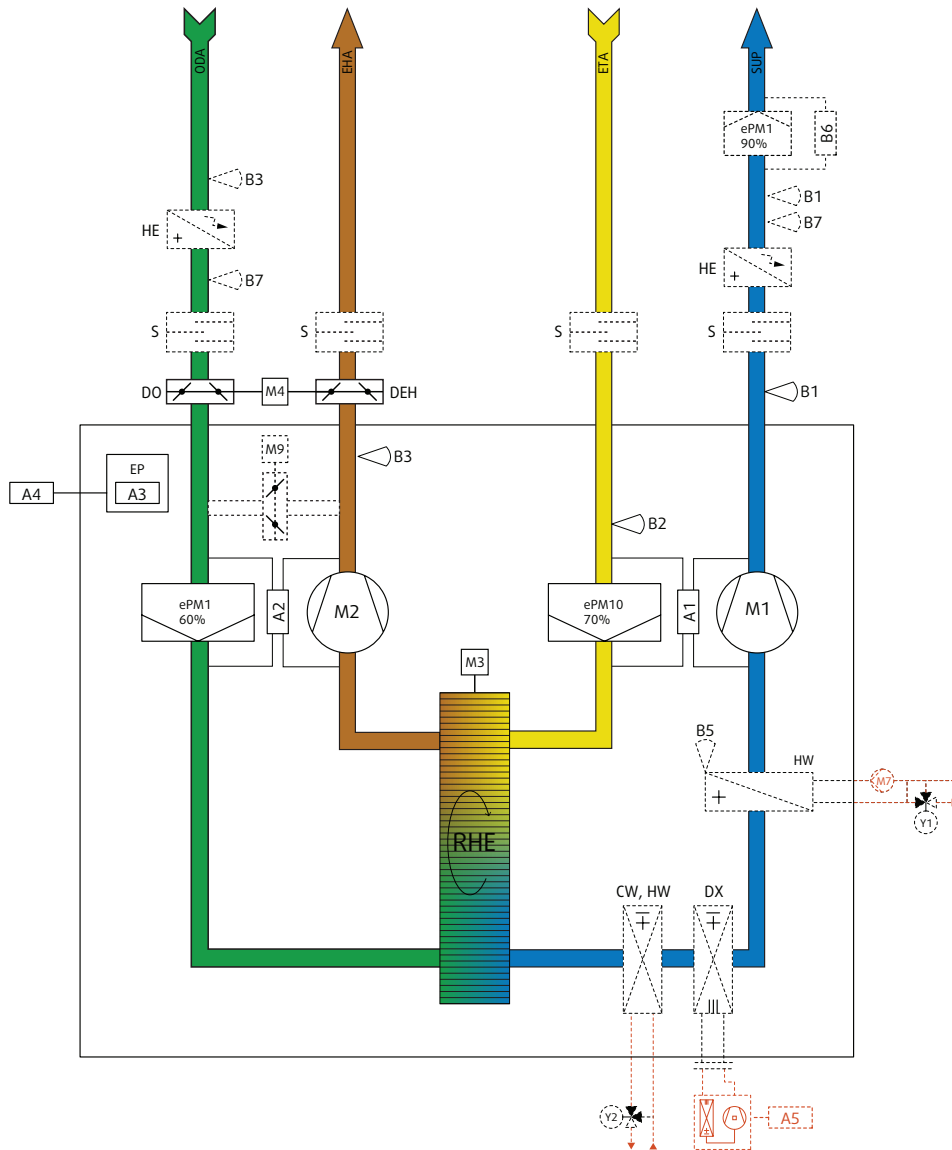 ODA
EHA
ETA
SUP
ePM1
90%
B6
B3
B1
B7
HE
+
B7
HE
+
S
S
S
S
DO
M4
DEH
B1
M9
B3
EP
A3
A4
B2
ePM1
60%
A2
M2
ePM10
70%
A1
M1
M3
B5
HW
+
M7
Y1
RHE
CW, HW
DX
Y2
A5